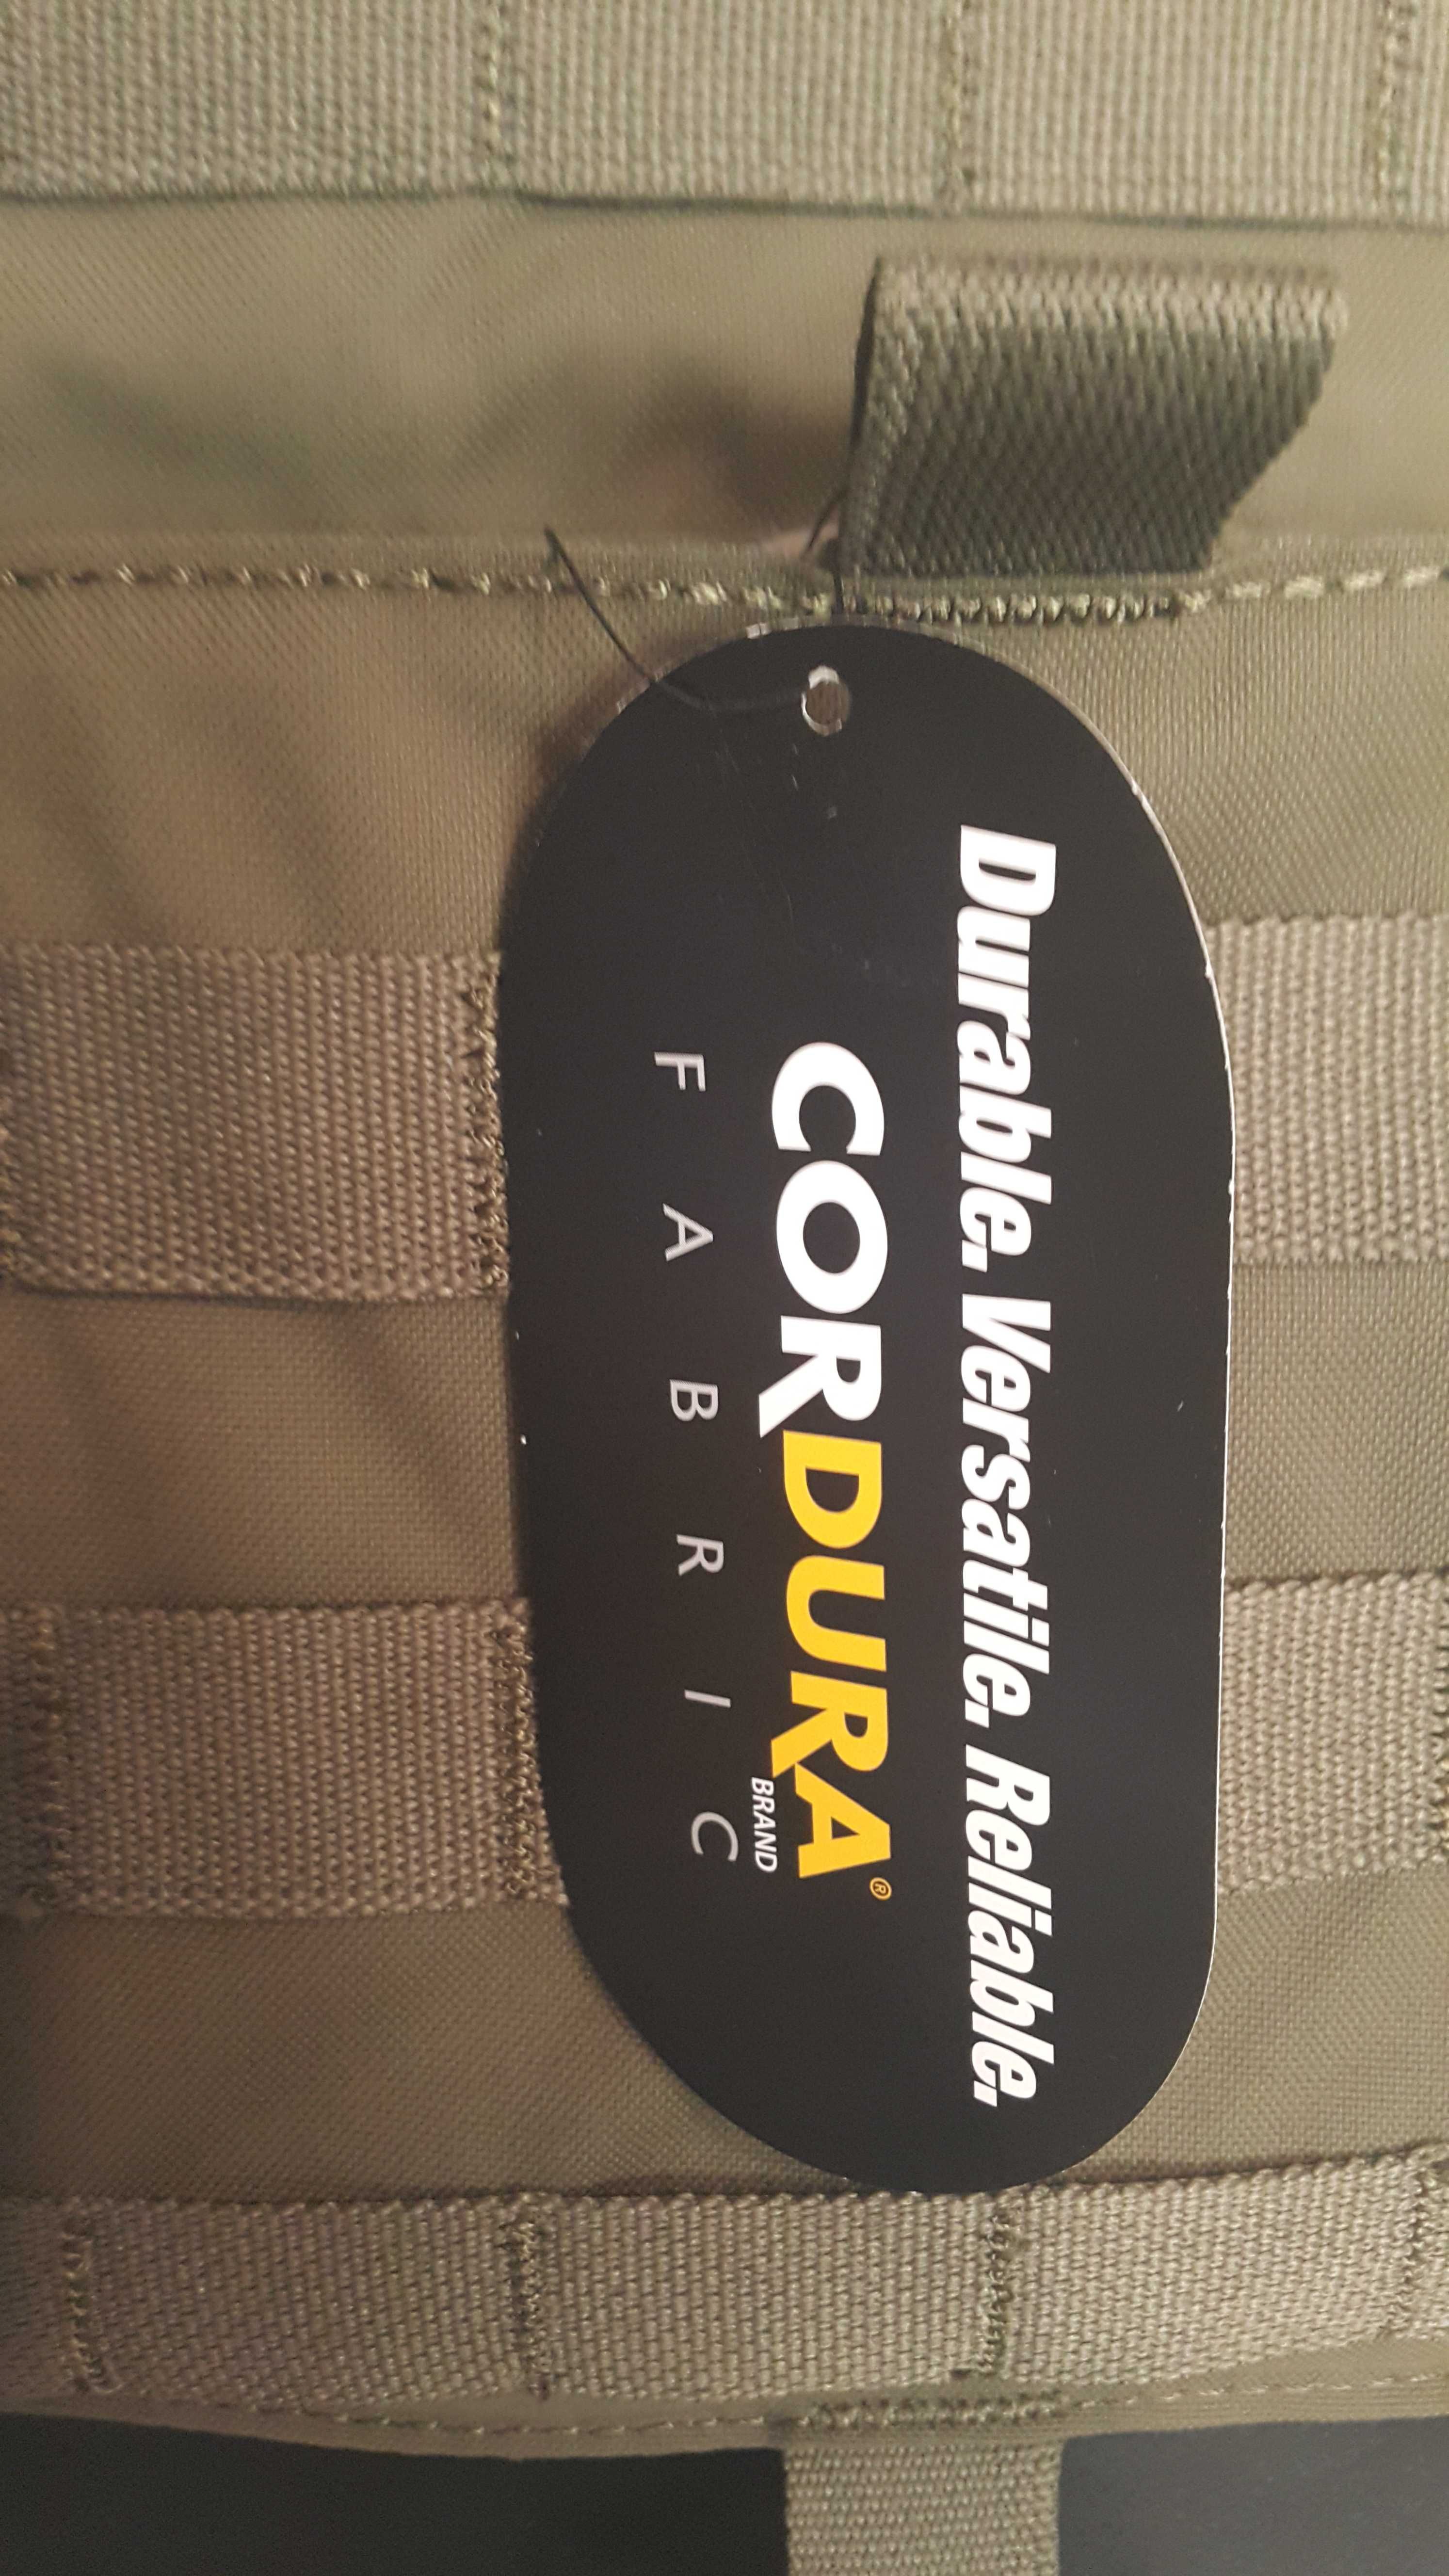 Durable. Versatile. Reliable.
CORDURA®
BRAND
FABRIC